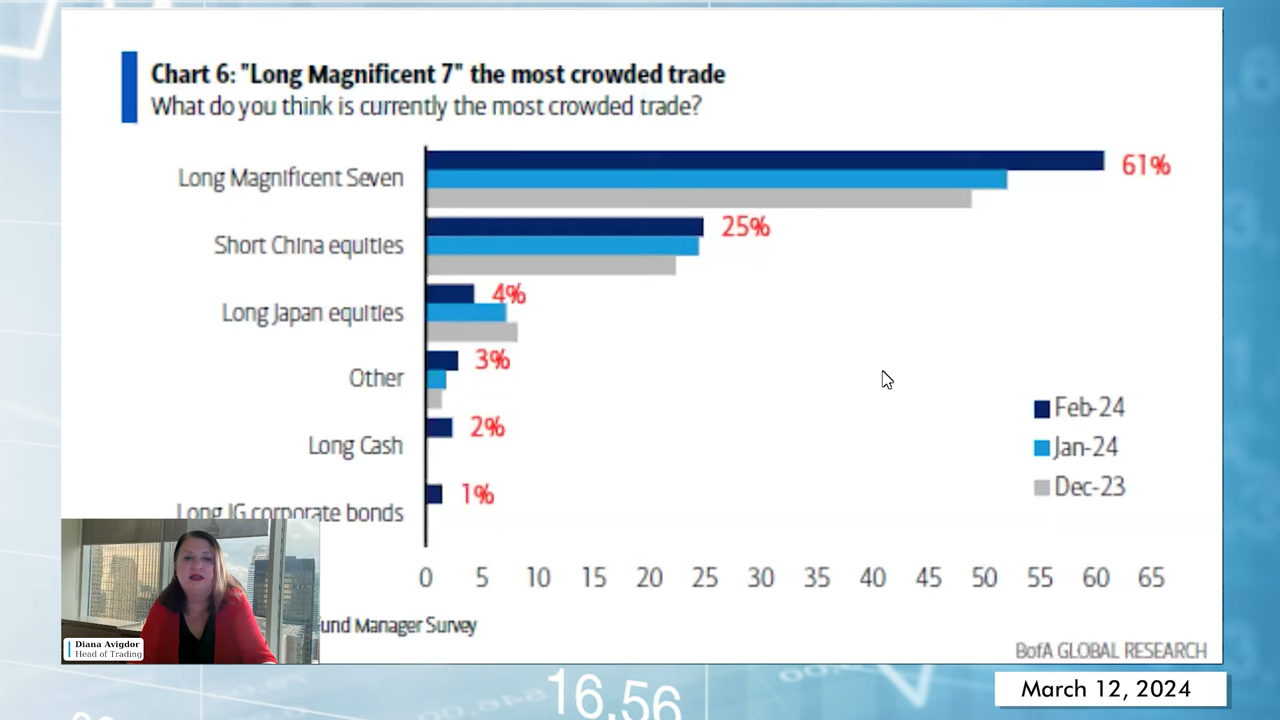 Chart 6: "Long Magnificent 7" the most crowded trade
What do you think is currently the most crowded trade?
Long Magnificent Seven
61%
Short China equities
25%
Long Japan equities
4%
Other
3%
Long Cash
2%
Long IG corporate bonds
1%
Feb-24
Jan-24
Dec-23
0 5 10 15 20 25 30 35 40 45 50 55 60 65
Manager Survey
BofA GLOBAL RESEARCH
Diana Avigdor
Head of Trading
March 12, 2024
16,56